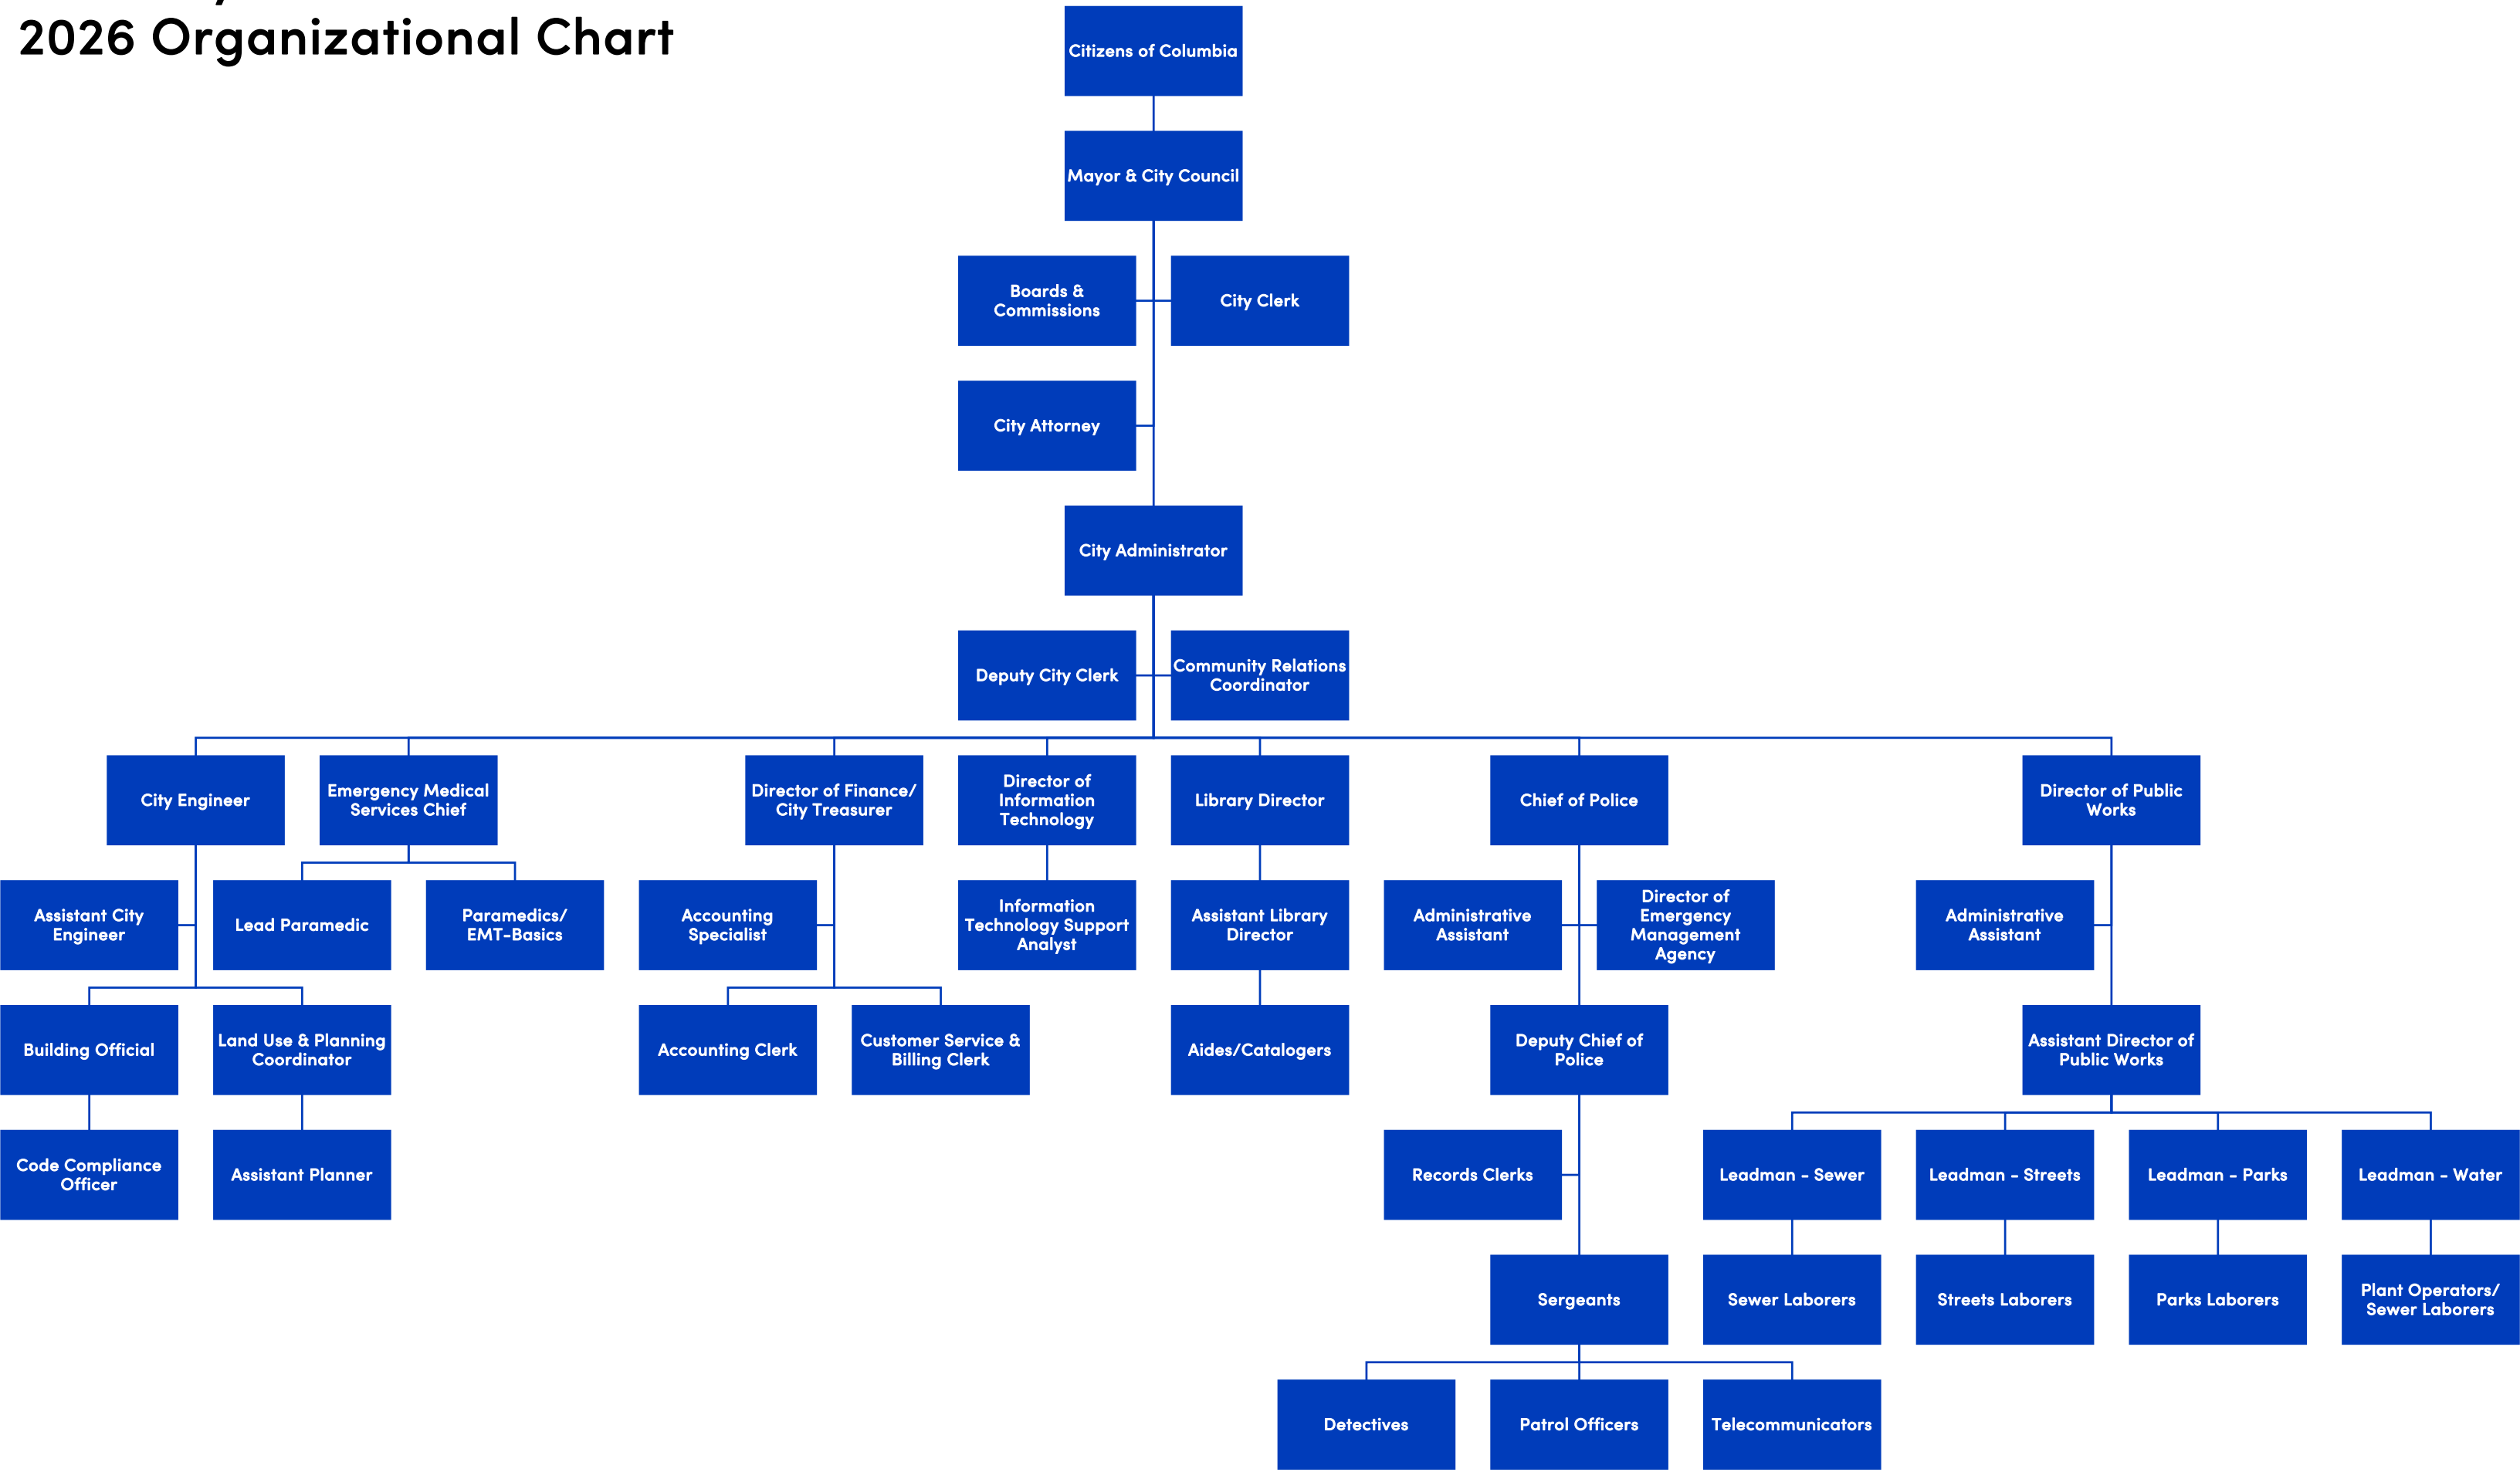 2026 Organizational Chart
Citizens of Columbia
Mayor & City Council
Boards &
Commissions
City Clerk
City Attorney
City Administrator
Deputy City Clerk
Community Relations
Coordinator
City Engineer
Emergency Medical
Services Chief
Director of Finance/
City Treasurer
Director of
Information
Technology
Library Director
Chief of Police
Director of Public
Works
Assistant City
Engineer
Lead Paramedic
Paramedics/
EMT-Basics
Accounting
Specialist
Information
Technology Support
Analyst
Assistant Library
Director
Administrative
Assistant
Director of
Emergency
Management
Agency
Administrative
Assistant
Building Official
Land Use & Planning
Coordinator
Accounting Clerk
Customer Service &
Billing Clerk
Aides/Catalogers
Deputy Chief of
Police
Assistant Director of
Public Works
Code Compliance
Officer
Assistant Planner
Records Clerks
Leadman - Sewer
Leadman - Streets
Leadman - Parks
Leadman - Water
Sergeants
Sewer Laborers
Streets Laborers
Parks Laborers
Plant Operators/
Sewer Laborers
Detectives
Patrol Officers
Telecommunicators